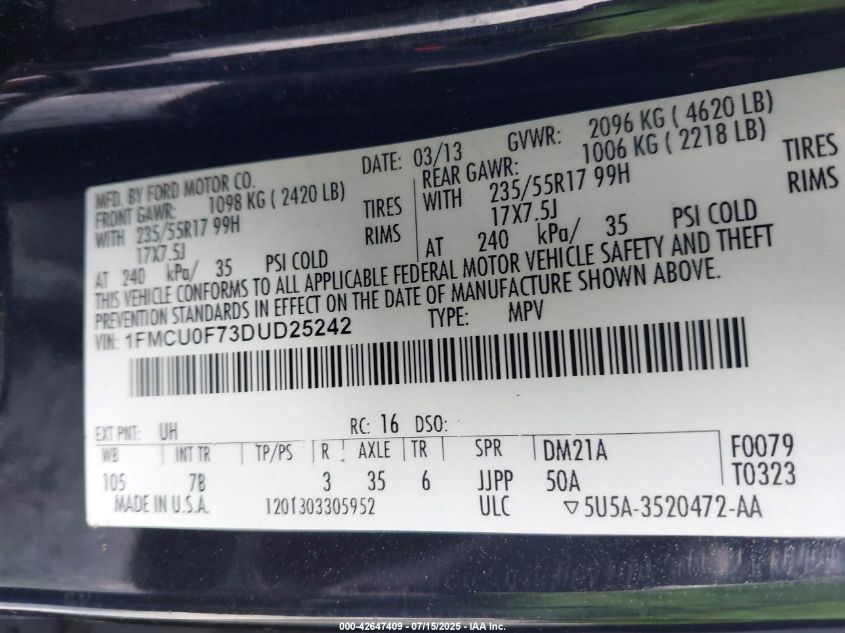 MFD. BY FORD MOTOR CO. DATE: 03/13 GVWR: 2096 KG ( 4620 LB)
FRONT GAWR: 1098 KG ( 2420 LB) REAR GAWR: 1006 KG ( 2218 LB)
WITH 235/55R17 99H TIRES WITH 235/55R17 99H TIRES
17X7.5J RIMS 17X7.5J RIMS
AT 240 kPa/ 35 PSI COLD AT 240 kPa/ 35 PSI COLD
THIS VEHICLE CONFORMS TO ALL APPLICABLE FEDERAL MOTOR VEHICLE SAFETY AND THEFT
PREVENTION STANDARDS IN EFFECT ON THE DATE OF MANUFACTURE SHOWN ABOVE.
VIN: 1FMCU0F73DUD25242 TYPE: MPV
EXT PNT: UH RC: 16 DSO:
WB INT TR TP/PS R AXLE TR SPR DM21A F0079
105 7B 3 35 6 JJPP 50A T0323
MADE IN U.S.A. 1201303305952 ULC ▽5U5A-3520472-AA
000-42647409 - 07/15/2025 - IAA Inc.